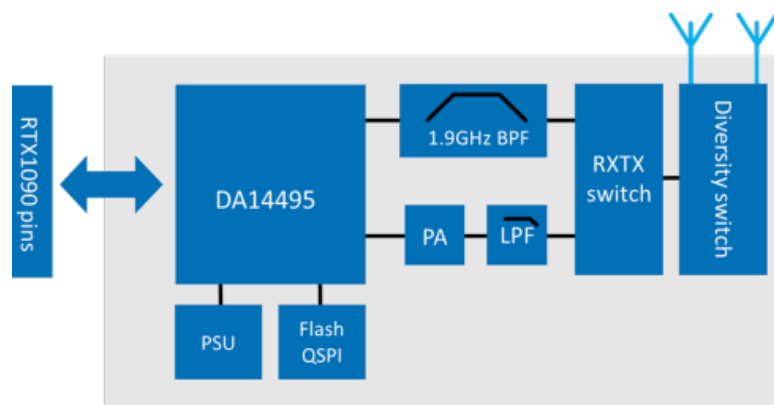 RTX1090 pins
DA14495
1.9GHz BPF
PA
LPF
RXTX
switch
Diversity switch
PSU
Flash
QSPI